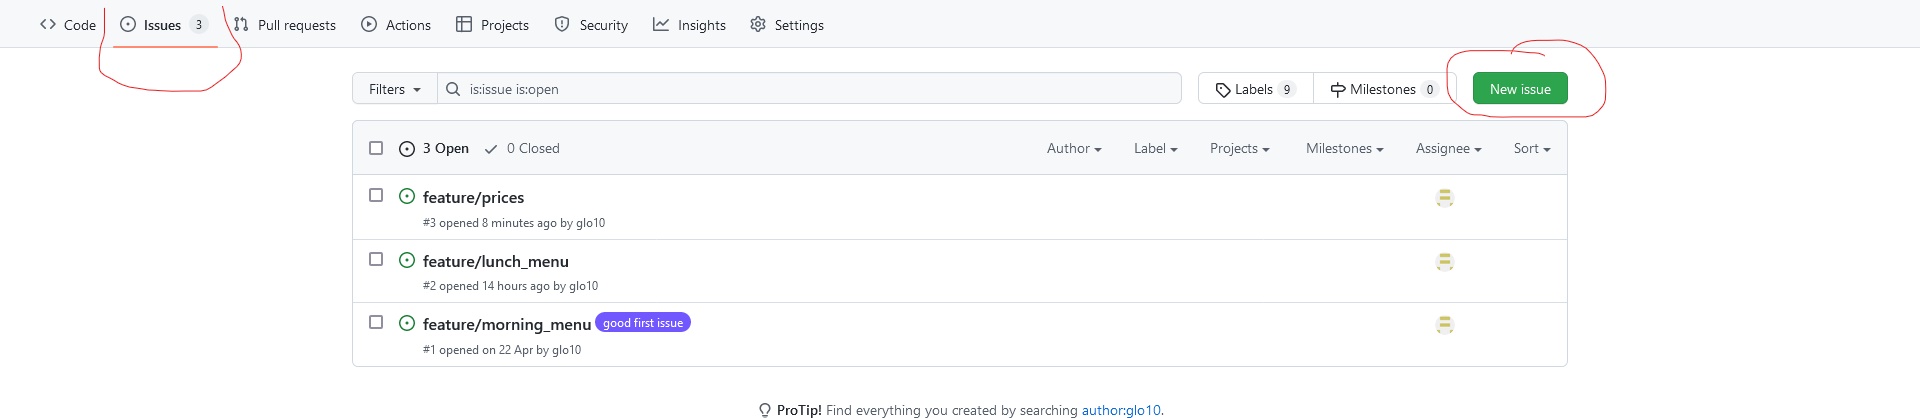 Code Issues 3 Pull requests Actions Projects Security Insights Settings
Filters is:issue is:open Labels 9 Milestones 0 New issue
3 Open 0 Closed Author Label Projects Milestones Assignee Sort
feature/prices
#3 opened 8 minutes ago by glo10
feature/lunch_menu
#2 opened 14 hours ago by glo10
feature/morning_menu good first issue
#1 opened on 22 Apr by glo10
ProTip! Find everything you created by searching author:glo10.